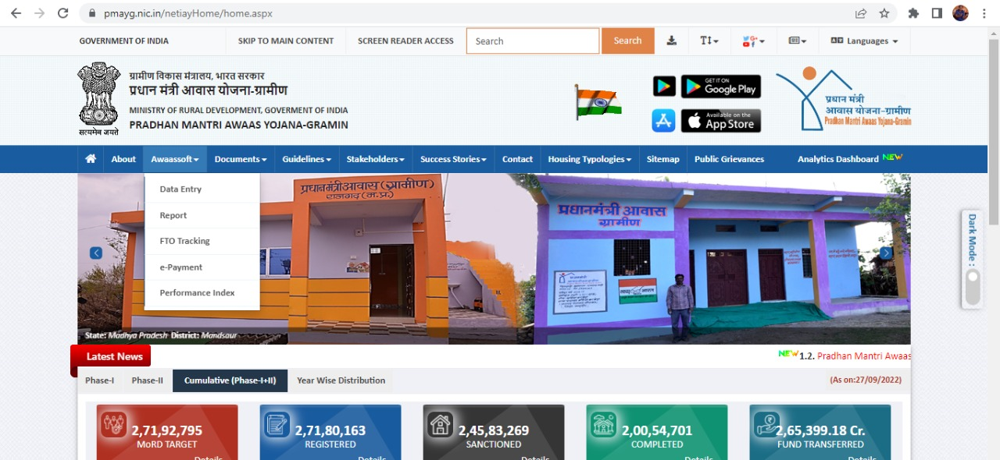 pmayg.nic.in/netiayHome/home.aspx
GOVERNMENT OF INDIA
SKIP TO MAIN CONTENT
SCREEN READER ACCESS
Search
Search
Languages
ग्रामीण विकास मंत्रालय, भारत सरकार
प्रधान मंत्री आवास योजना-ग्रामीण
MINISTRY OF RURAL DEVELOPMENT, GOVERMENT OF INDIA
PRADHAN MANTRI AWAAS YOJANA-GRAMIN
सत्यमेव जयते
GET IT ON
Google Play
Available on the
App Store
प्रधान मंत्री
आवास योजना-ग्रामीण
Pradhan Mantri Awaas Yojana-Gramin
About
Awaassoft
Documents
Guidelines
Stakeholders
Success Stories
Contact
Housing Typologies
Sitemap
Public Grievances
Analytics Dashboard NEW
Data Entry
Report
FTO Tracking
e-Payment
Performance Index
प्रधानमंत्री आवास (ग्रामीण)
राजगढ़ (म.प्र.)
प्रधानमंत्री आवास
ग्रामीण
Dark Mode :
State: Madhya Pradesh District: Mandsaur
Latest News
NEW 1.2. Pradhan Mantri Awaas
Phase-I
Phase-II
Cumulative (Phase-I+II)
Year Wise Distribution
(As on:27/09/2022)
2,71,92,795
MoRD TARGET
Details
2,71,80,163
REGISTERED
Details
2,45,83,269
SANCTIONED
Details
2,00,54,701
COMPLETED
Details
2,65,399.18 Cr.
FUND TRANSFERRED
Details